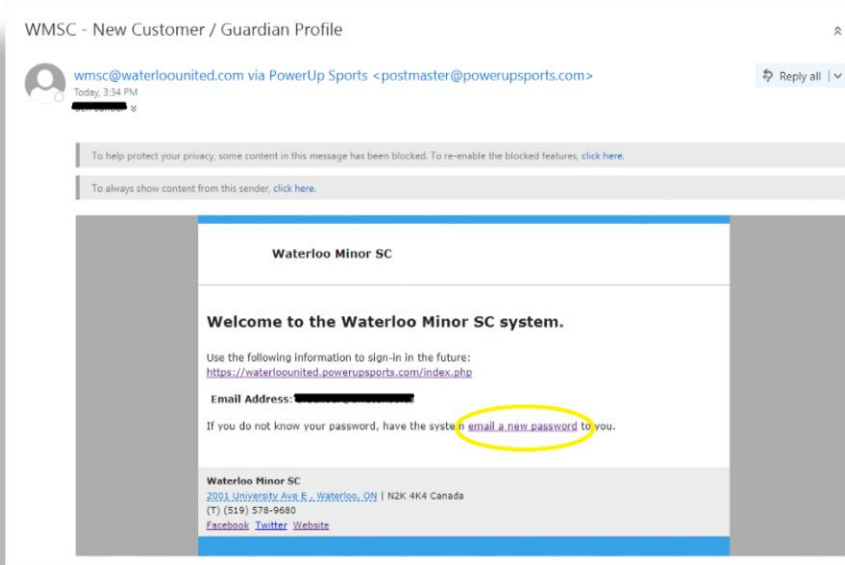 WMSC - New Customer / Guardian Profile
wmsc@waterloounited.com via PowerUp Sports <postmaster@powerupsports.com>
Reply all
Today, 3:34 PM
To help protect your privacy, some content in this message has been blocked. To re-enable the blocked features, click here.
To always show content from this sender, click here.
Waterloo Minor SC
Welcome to the Waterloo Minor SC system.
Use the following information to sign-in in the future:
https://waterloounited.powerupsports.com/index.php
Email Address:
If you do not know your password, have the system email a new password to you.
Waterloo Minor SC
2001 University Ave E , Waterloo, ON | N2K 4K4 Canada
(T) (519) 578-9680
Facebook Twitter Website